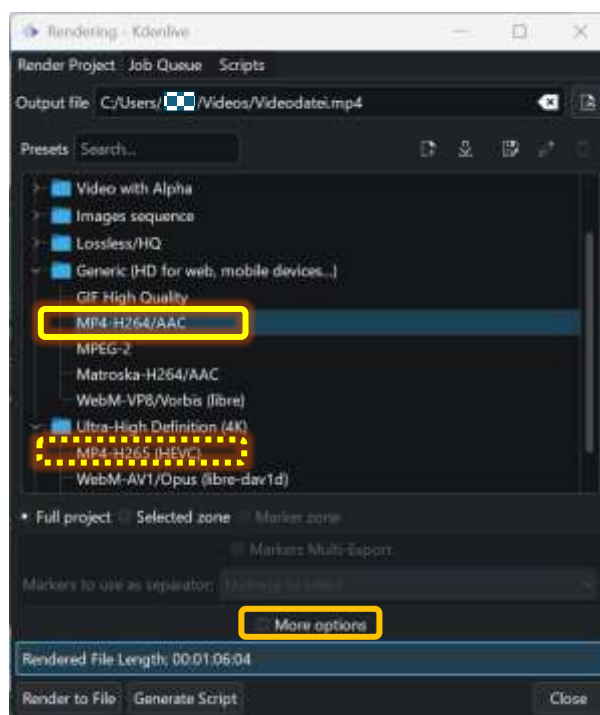 Rendering - Kdenlive
Render Project Job Queue Scripts
Output file C:/Users/ /Videos/Videodatei.mp4
Presets Search...
Video with Alpha
Images sequence
Lossless/HQ
Generic (HD for web, mobile devices...)
GIF High Quality
MP4-H264/AAC
MPEG-2
Matroska-H264/AAC
WebM-VP8/Vorbis (libre)
Ultra-High Definition (4K)
MP4-H265 (HEVC)
WebM-AV1/Opus (libre-dav1d)
Full project Selected zone Marker zone
Markers Multi-Export
Markers to use as separator: Nothing to select
More options
Rendered File Length: 00:01:06:04
Render to File Generate Script Close